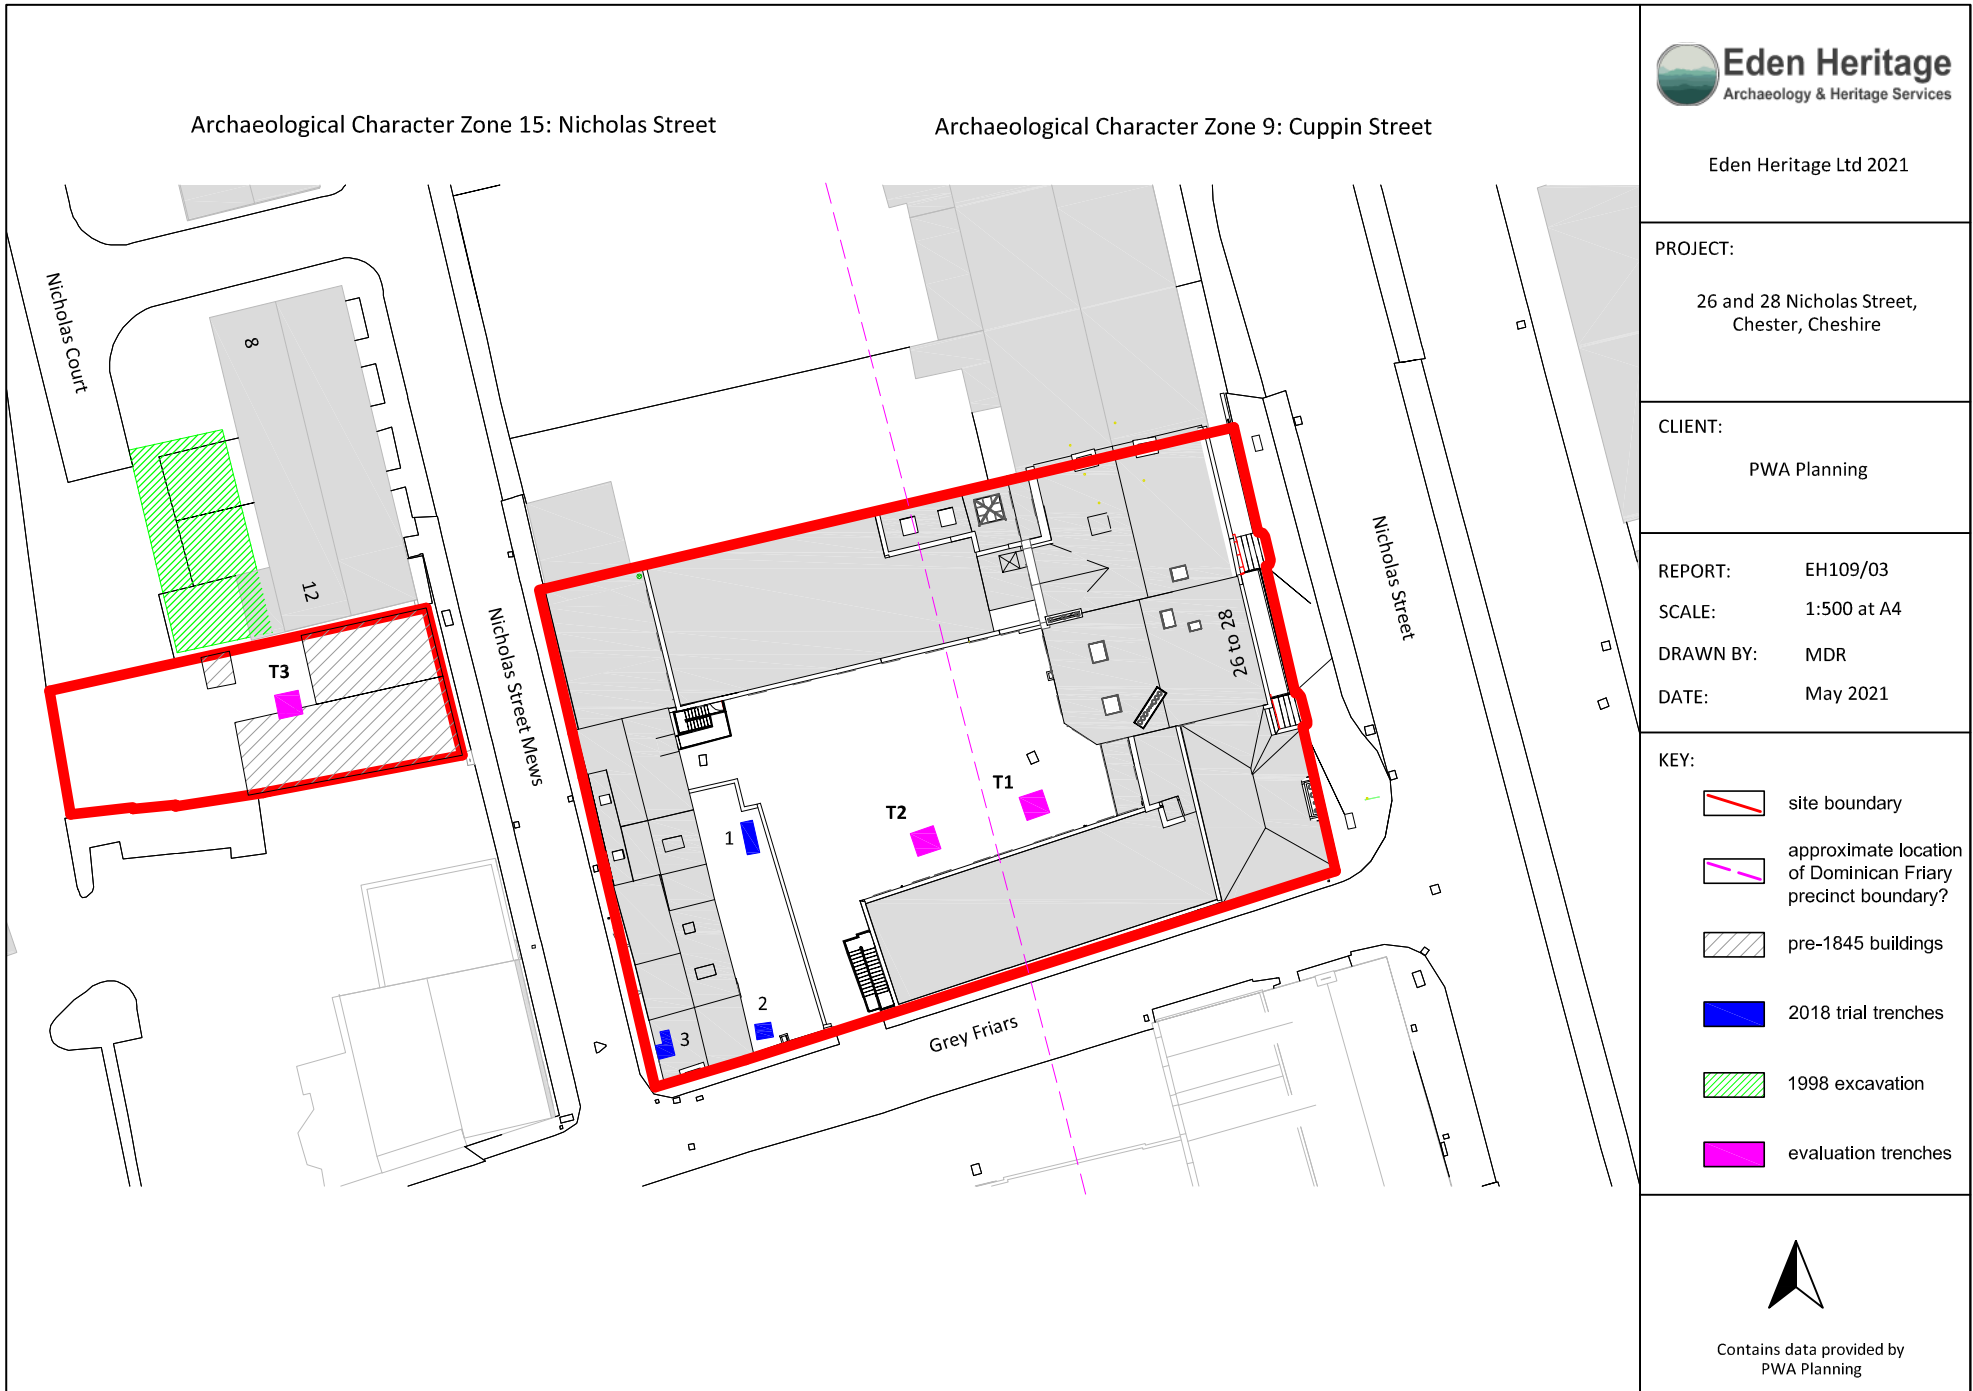 Archaeological Character Zone 15: Nicholas Street
Archaeological Character Zone 9: Cuppin Street
Nicholas Court
8
12
T3
Nicholas Street Mews
1
2
3
T2
T1
26 to 28
Nicholas Street
Grey Friars
Eden Heritage
Archaeology & Heritage Services
Eden Heritage Ltd 2021
PROJECT:
26 and 28 Nicholas Street,
Chester, Cheshire
CLIENT:
PWA Planning
REPORT: EH109/03
SCALE: 1:500 at A4
DRAWN BY: MDR
DATE: May 2021
KEY:
site boundary
approximate location
of Dominican Friary
precinct boundary?
pre-1845 buildings
2018 trial trenches
1998 excavation
evaluation trenches
Contains data provided by
PWA Planning